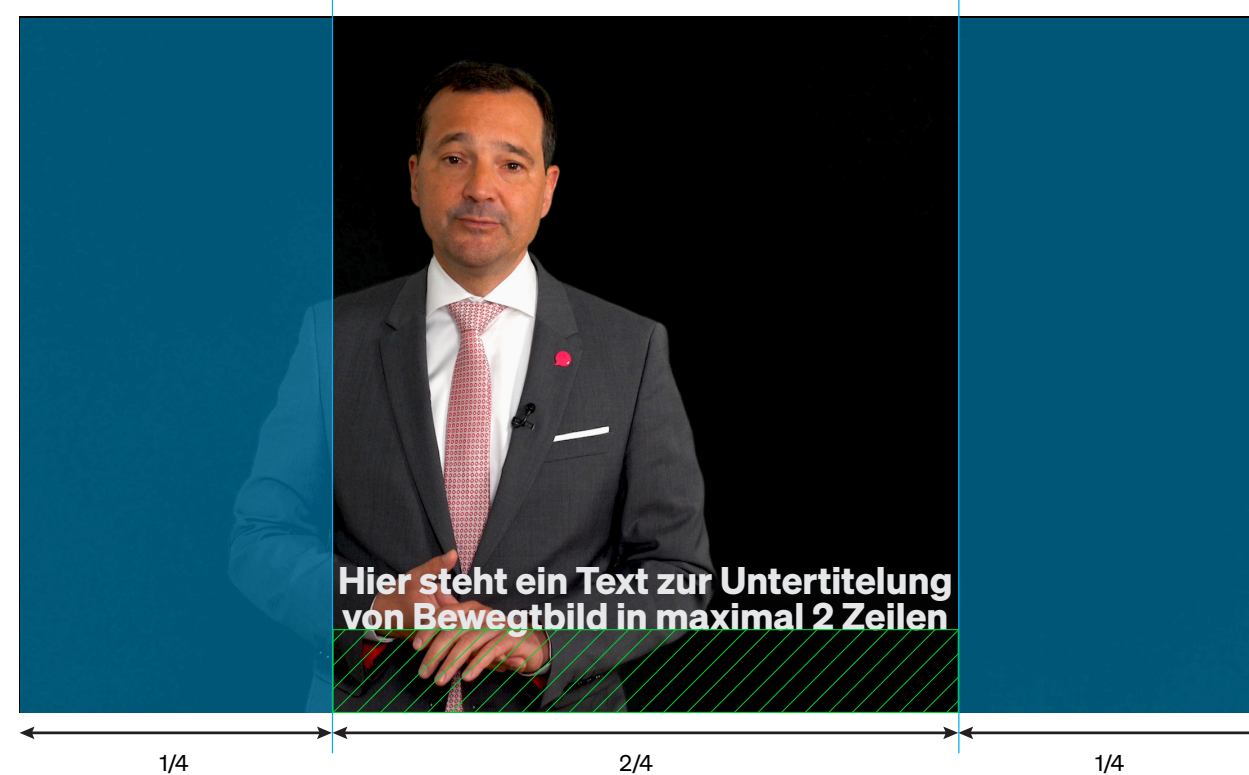 Hier steht ein Text zur Untertitelung
von Bewegtbild in maximal 2 Zeilen
1/4 2/4 1/4